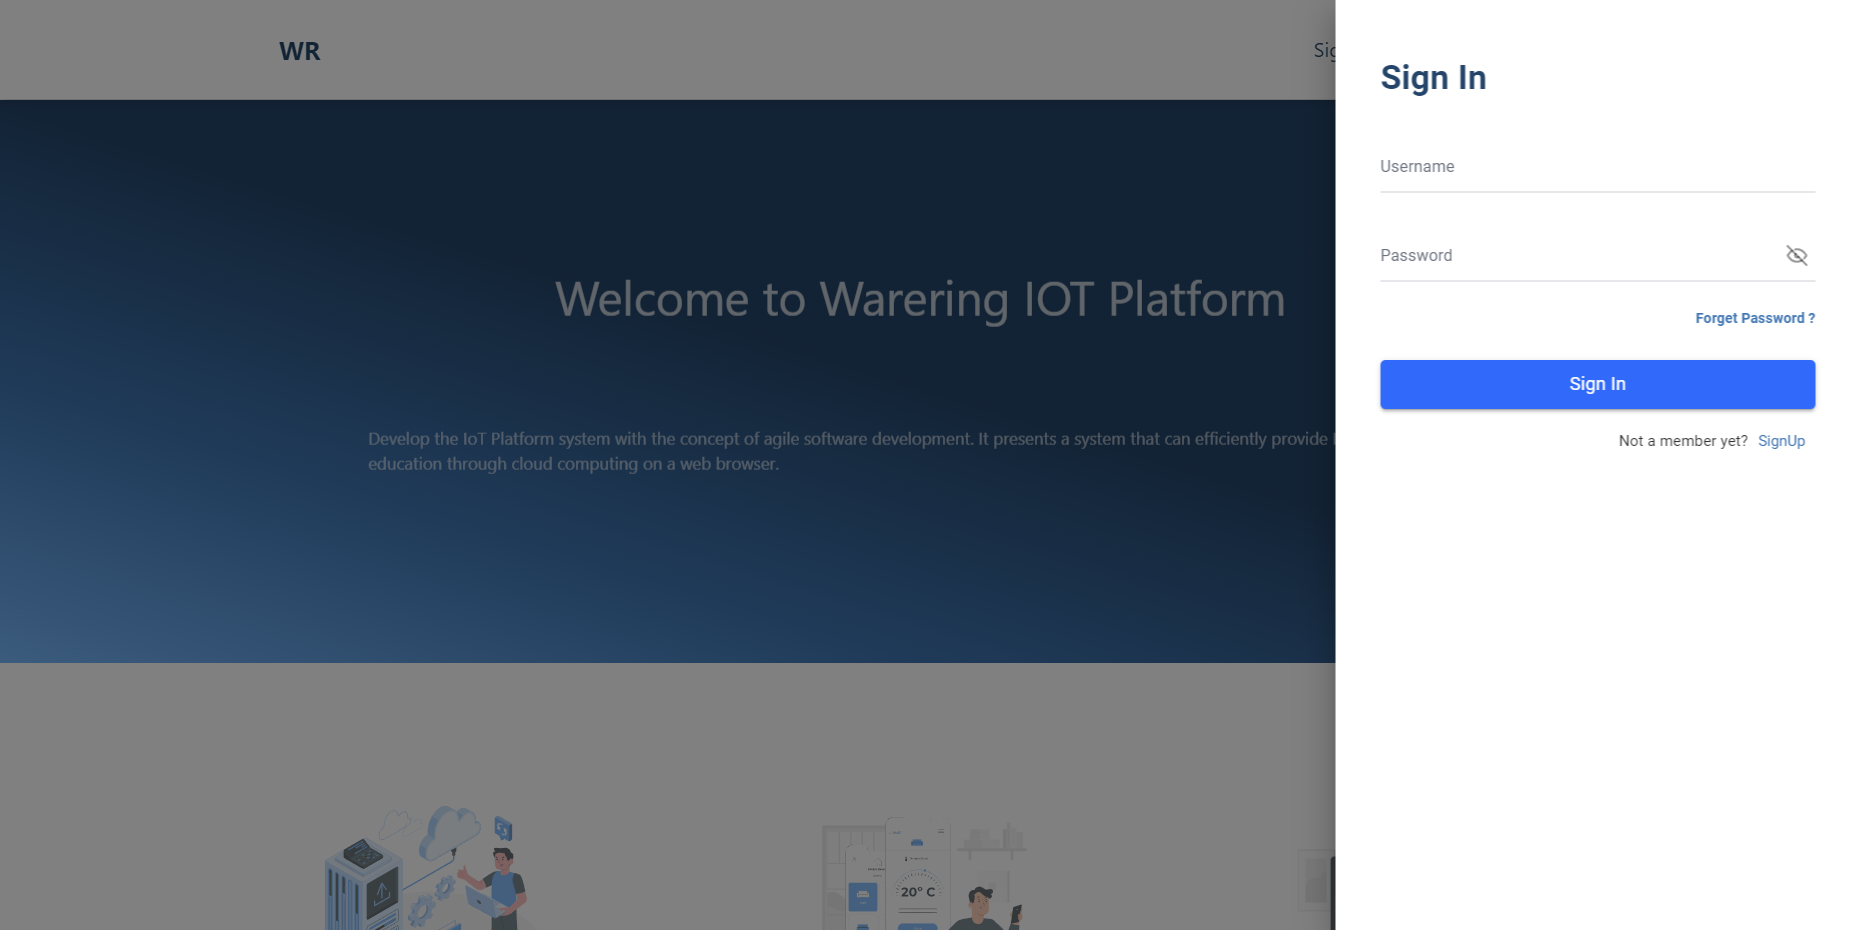 WR
Welcome to Warering IOT Platform
Develop the IoT Platform system with the concept of agile software development. It presents a system that can efficiently provide
education through cloud computing on a web browser.
20° C
Sign In
Username
Password
Forget Password ?
Sign In
Not a member yet? SignUp